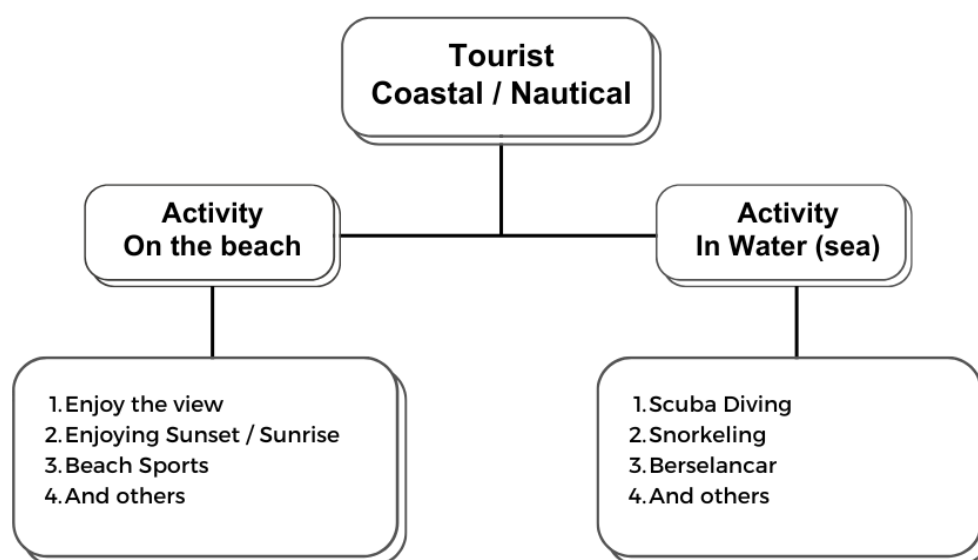 Tourist
Coastal / Nautical
Activity
On the beach
Activity
In Water (sea)
1. Enjoy the view
2. Enjoying Sunset / Sunrise
3. Beach Sports
4. And others
1. Scuba Diving
2. Snorkeling
3. Berselancar
4. And others